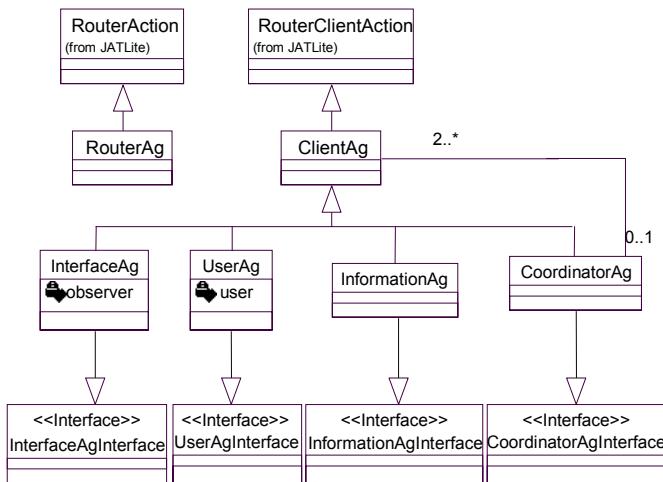 RouterAction
(from JATLite)
RouterClientAction
(from JATLite)
RouterAg
ClientAg
2..*
0..1
InterfaceAg
observer
UserAg
user
InformationAg
CoordinatorAg
<<Interface>>
InterfaceAgInterface
<<Interface>>
UserAgInterface
<<Interface>>
InformationAgInterface
<<Interface>>
CoordinatorAgInterface